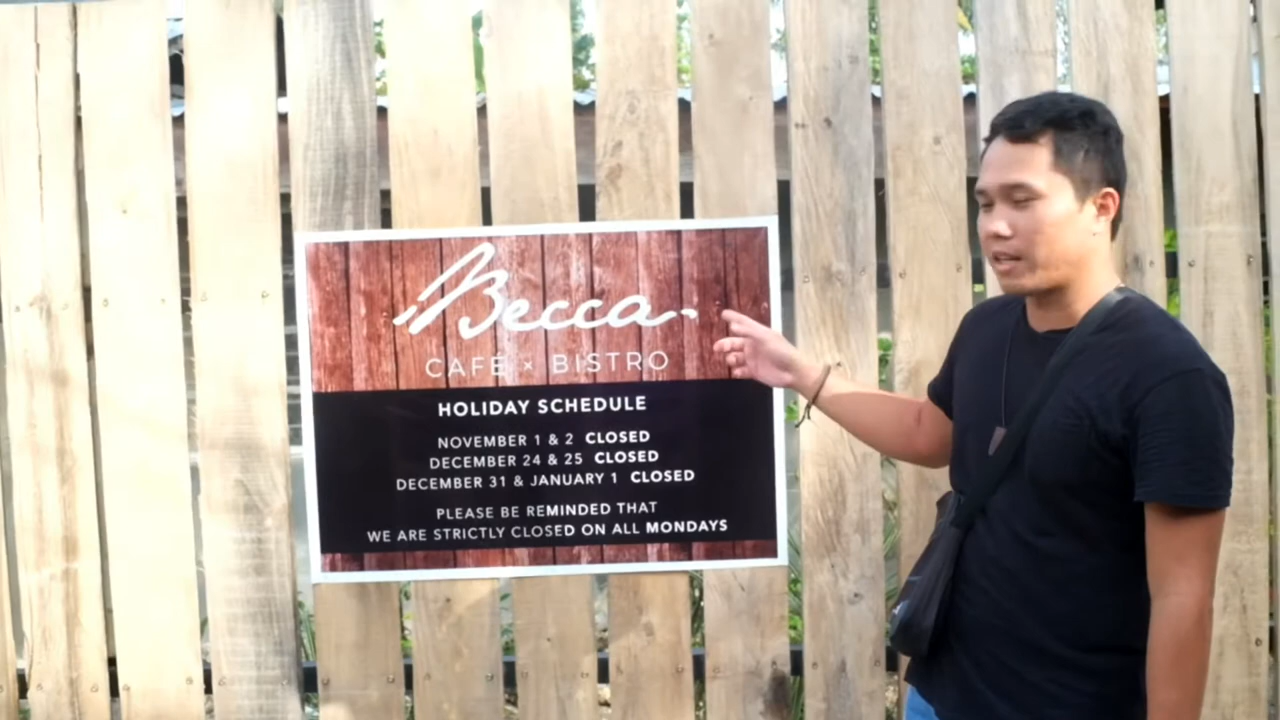 Becca
CAFÉ × BISTRO
HOLIDAY SCHEDULE
NOVEMBER 1 & 2 CLOSED
DECEMBER 24 & 25 CLOSED
DECEMBER 31 & JANUARY 1 CLOSED
PLEASE BE REMINDED THAT
WE ARE STRICTLY CLOSED ON ALL MONDAYS